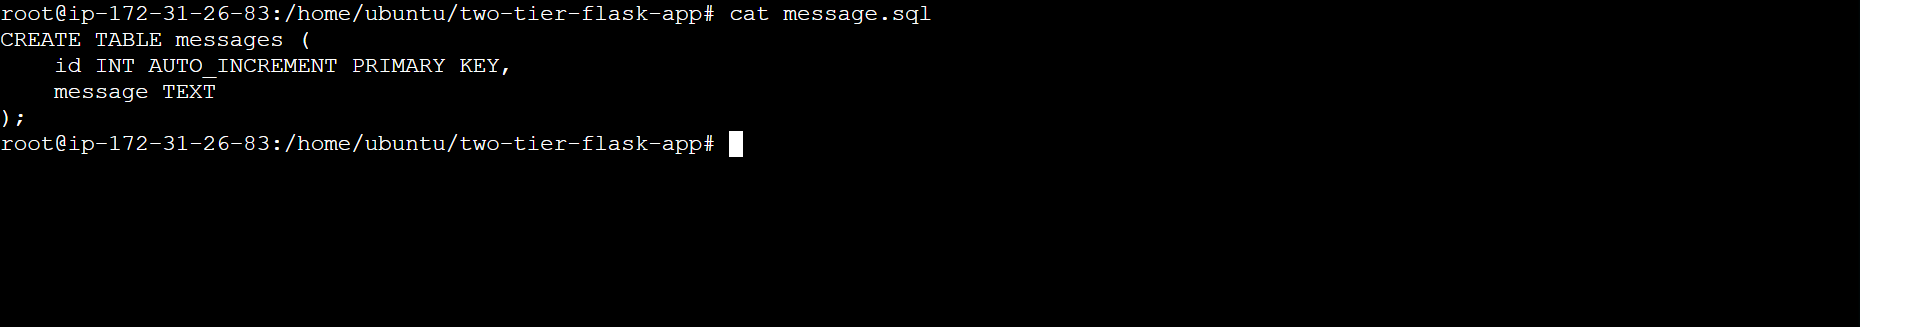 root@ip-172-31-26-83:/home/ubuntu/two-tier-flask-app# cat message.sql
CREATE TABLE messages (
    id INT AUTO_INCREMENT PRIMARY KEY,
    message TEXT
);
root@ip-172-31-26-83:/home/ubuntu/two-tier-flask-app#